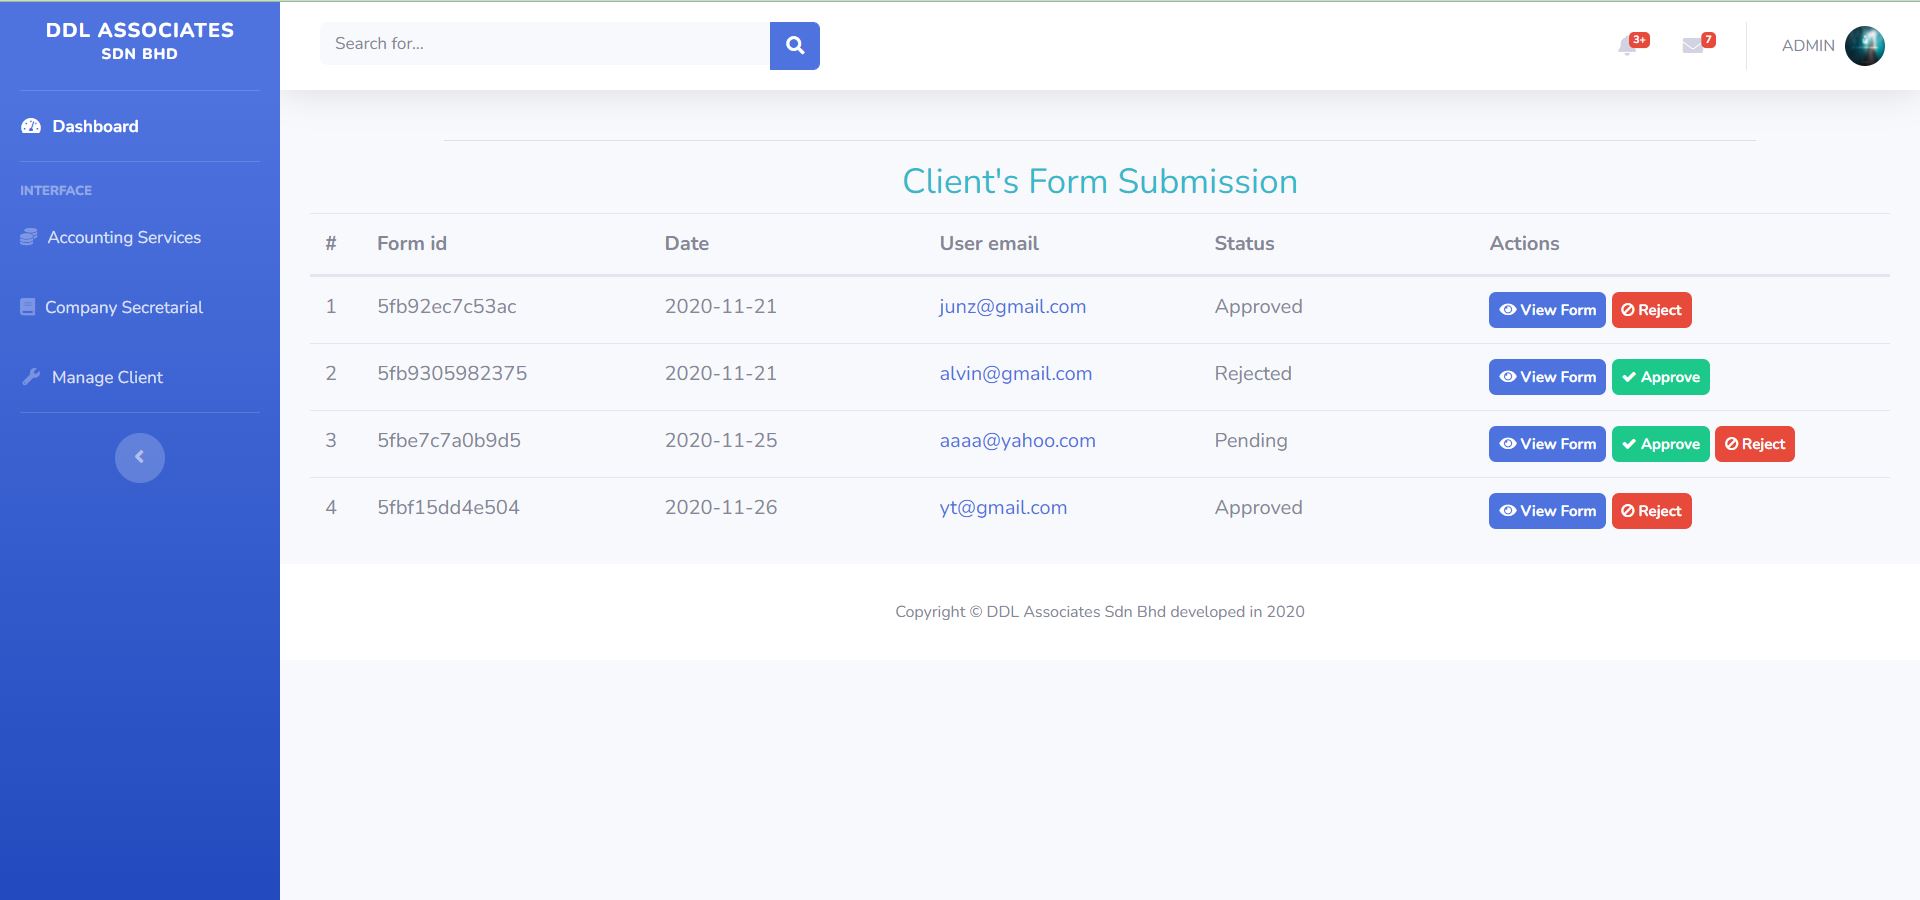 DDL ASSOCIATES
SDN BHD
Dashboard
INTERFACE
Accounting Services
Company Secretarial
Manage Client
Search for...
3+
7
ADMIN
Client's Form Submission
# Form id Date User email Status Actions
1 5fb92ec7c53ac 2020-11-21 junz@gmail.com Approved View Form Reject
2 5fb9305982375 2020-11-21 alvin@gmail.com Rejected View Form Approve
3 5fbe7c7a0b9d5 2020-11-25 aaaa@yahoo.com Pending View Form Approve Reject
4 5fbf15dd4e504 2020-11-26 yt@gmail.com Approved View Form Reject
Copyright © DDL Associates Sdn Bhd developed in 2020